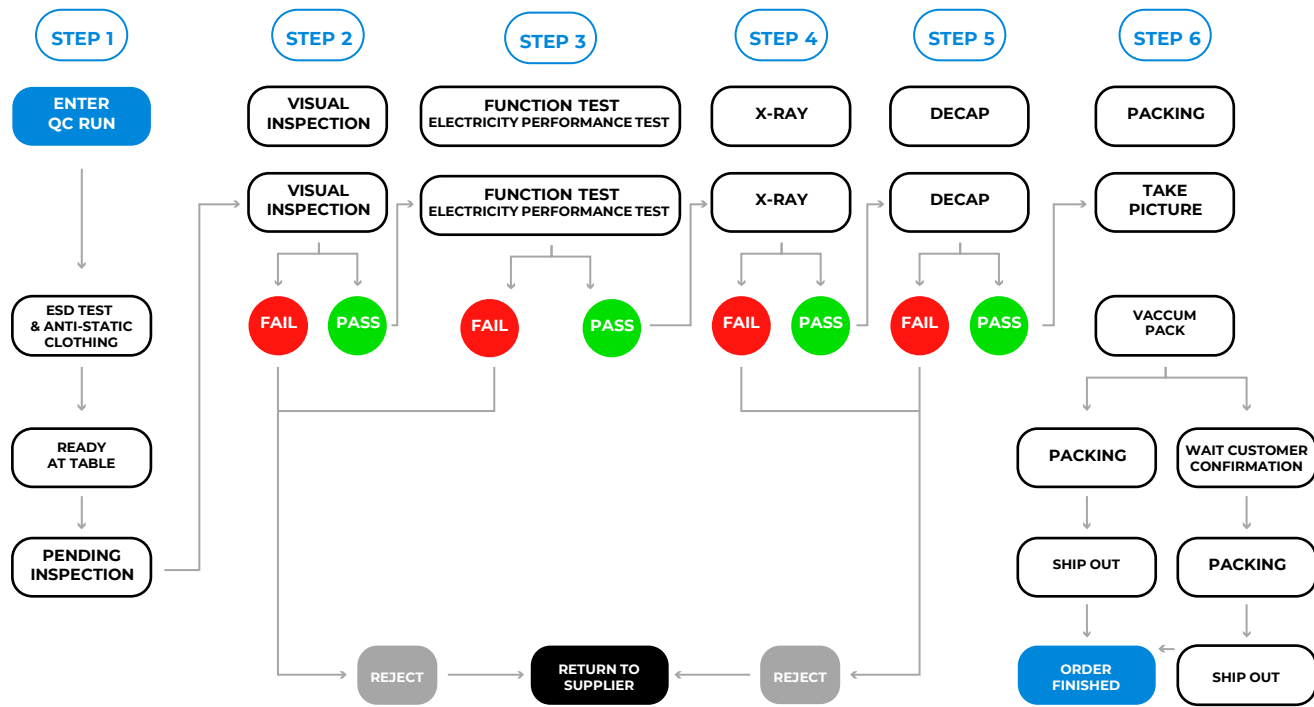 STEP 1
STEP 2
STEP 3
STEP 4
STEP 5
STEP 6
ENTER
QC RUN
VISUAL
INSPECTION
FUNCTION TEST
ELECTRICITY PERFORMANCE TEST
X-RAY
DECAP
PACKING
VISUAL
INSPECTION
FUNCTION TEST
ELECTRICITY PERFORMANCE TEST
X-RAY
DECAP
TAKE
PICTURE
ESD TEST
& ANTI-STATIC
CLOTHING
FAIL
PASS
FAIL
PASS
FAIL
PASS
FAIL
PASS
VACCUM
PACK
READY
AT TABLE
PACKING
WAIT CUSTOMER
CONFIRMATION
PENDING
INSPECTION
SHIP OUT
PACKING
REJECT
RETURN TO
SUPPLIER
REJECT
ORDER
FINISHED
SHIP OUT